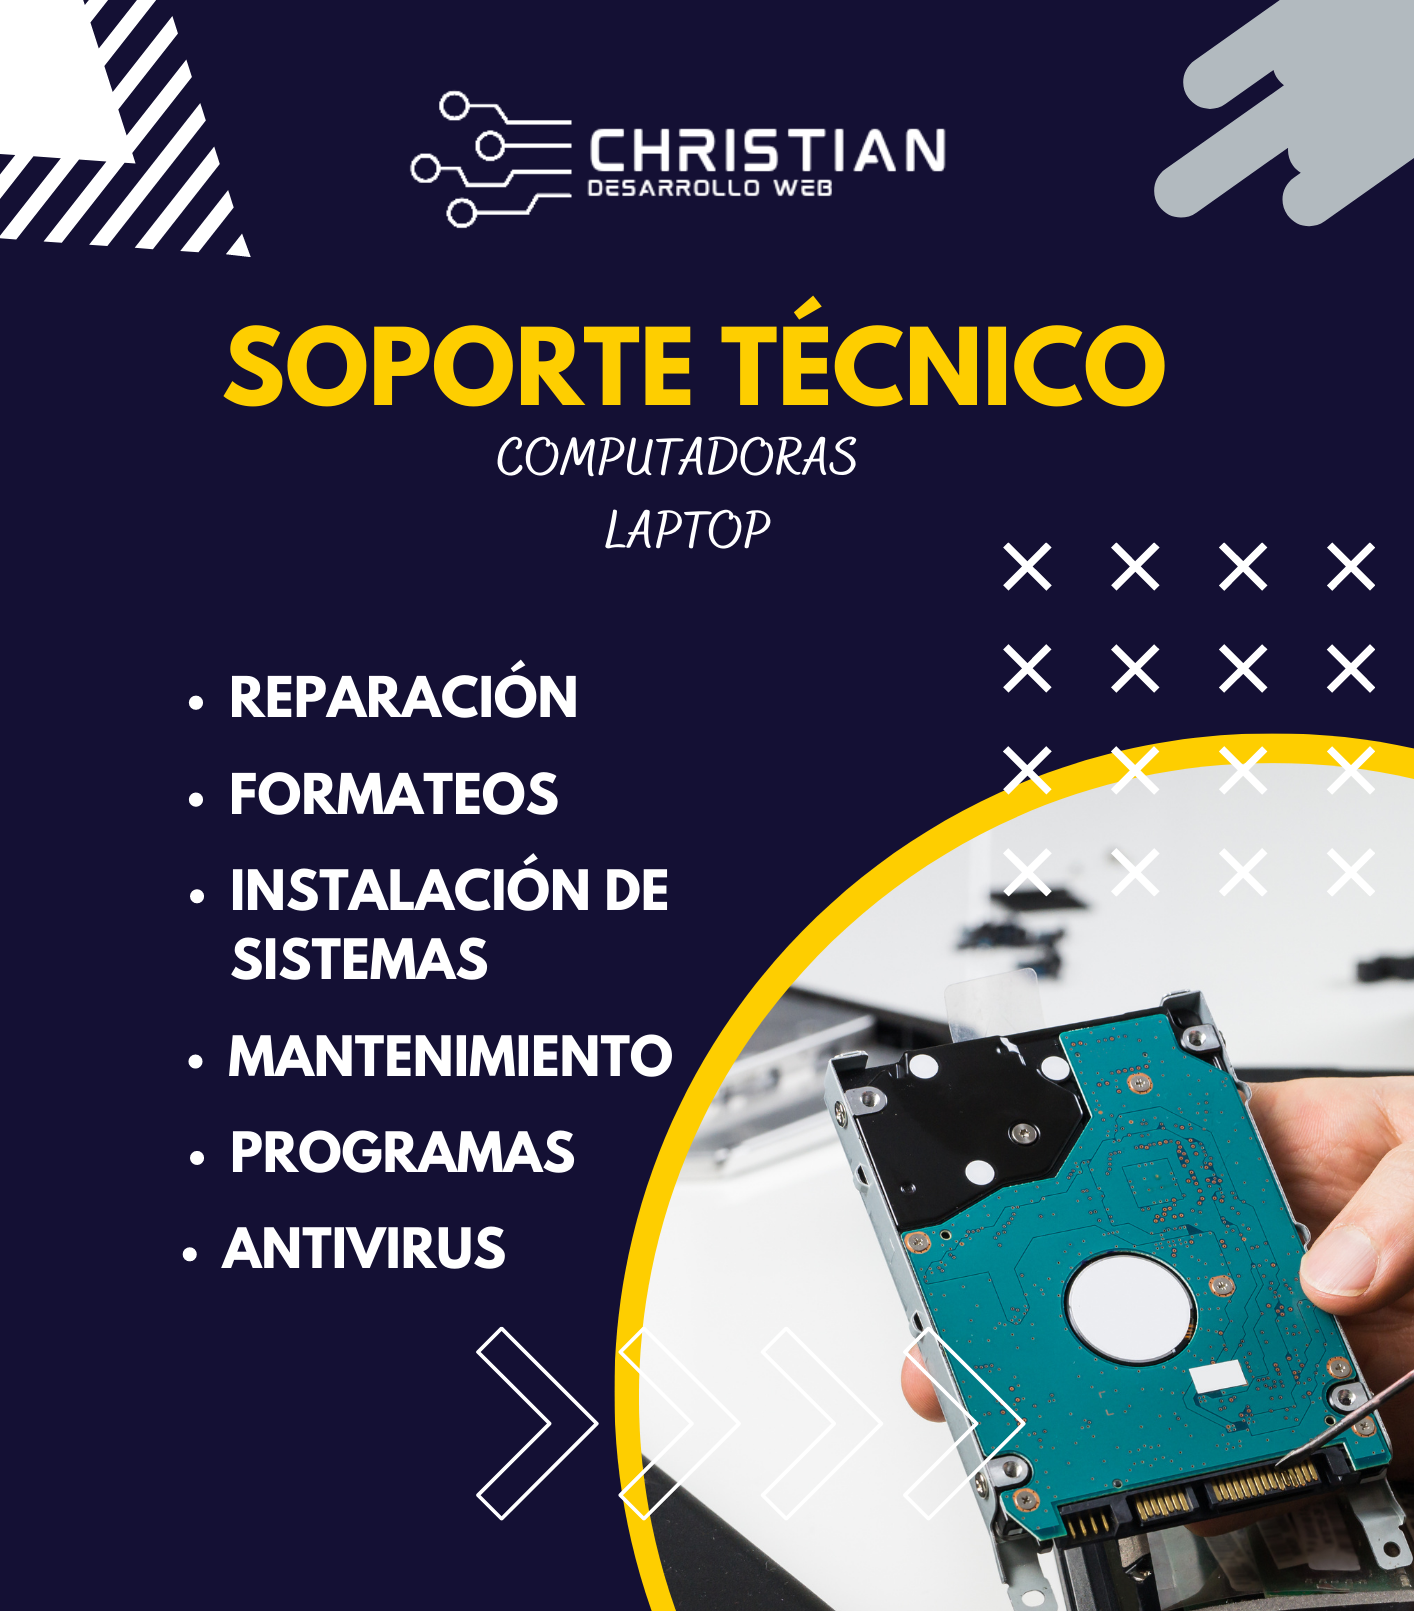 CHRISTIAN
DESARROLLO WEB
SOPORTE TÉCNICO
COMPUTADORAS
LAPTOP
• REPARACIÓN
• FORMATEOS
• INSTALACIÓN DE
SISTEMAS
• MANTENIMIENTO
• PROGRAMAS
• ANTIVIRUS